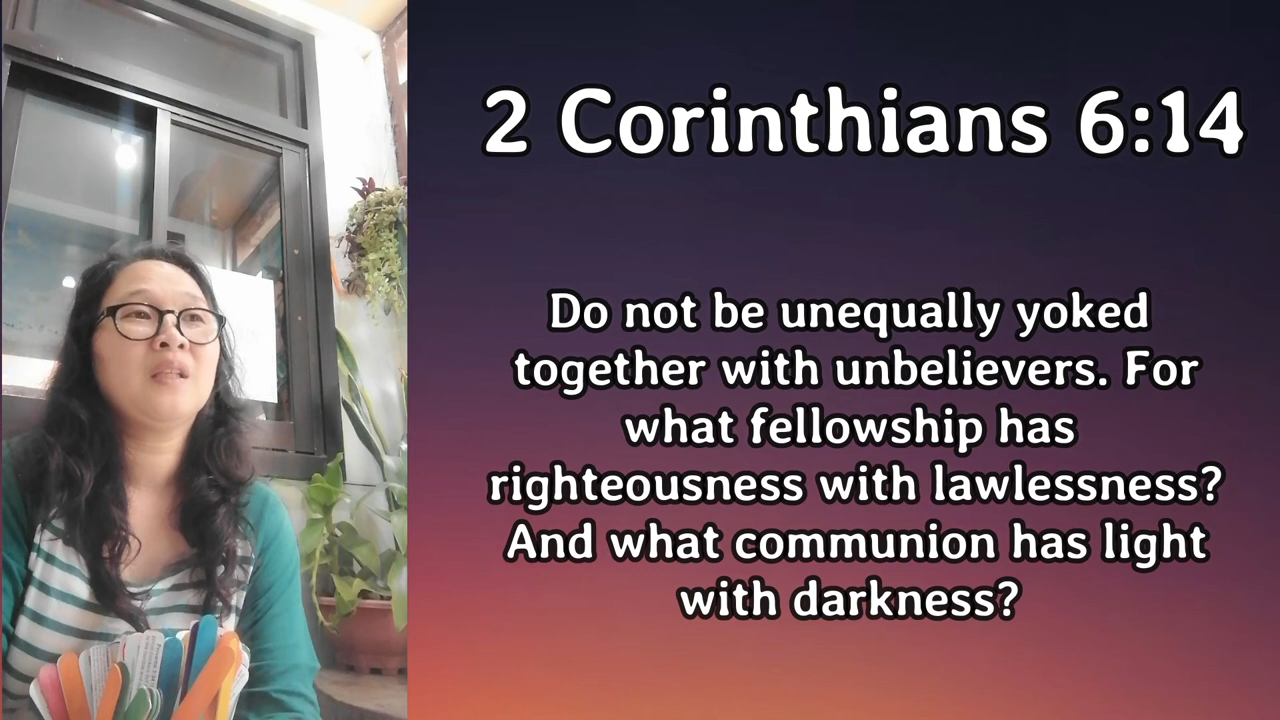 2 Corinthians 6:14
Do not be unequally yoked
together with unbelievers. For
what fellowship has
righteousness with lawlessness?
And what communion has light
with darkness?